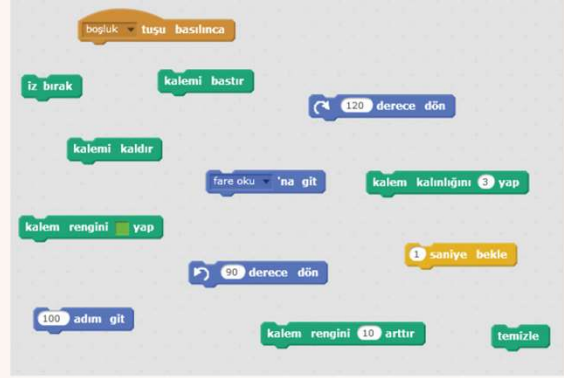 boşluk tuşu basılınca
iz bırak
kalemi bastır
120 derece dön
kalemi kaldır
fare oku 'na git
kalem kalınlığını 3 yap
kalem rengini yap
1 saniye bekle
90 derece dön
100 adım git
kalem rengini 10 arttır
temizle